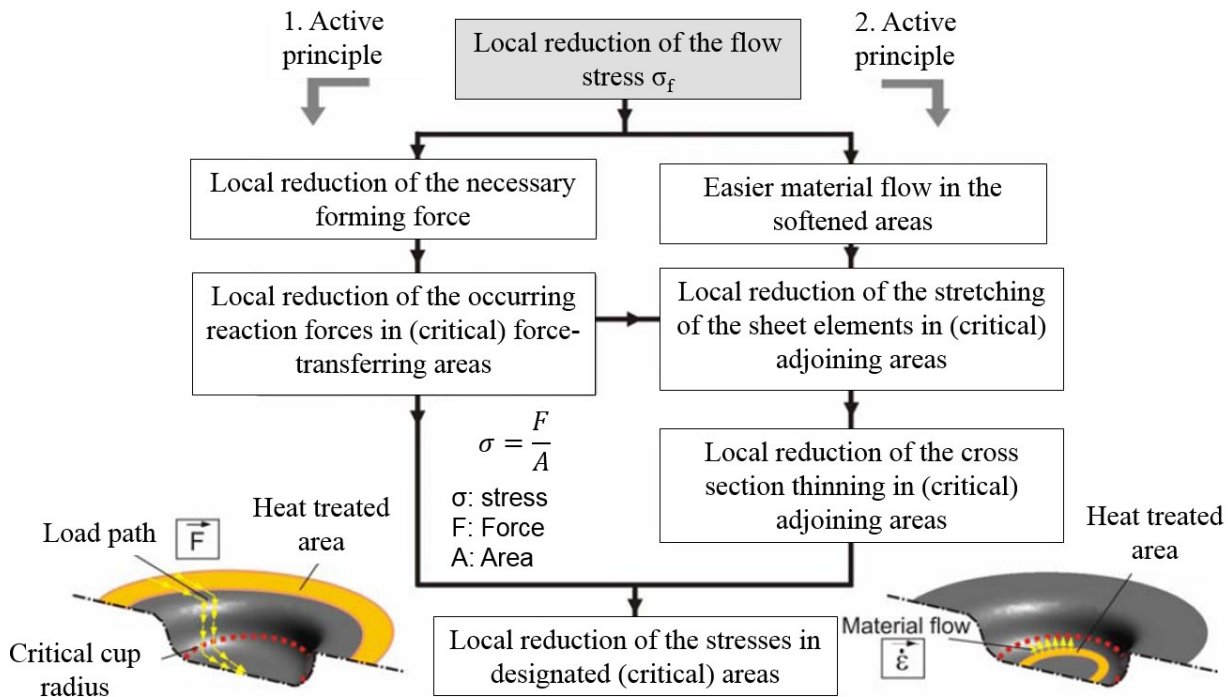 1. Active
principle
Local reduction of the flow
stress σf
2. Active
principle
Local reduction of the necessary
forming force
Easier material flow in the
softened areas
Local reduction of the occurring
reaction forces in (critical) force-
transferring areas
Local reduction of the stretching
of the sheet elements in (critical)
adjoining areas
σ = F/A
σ: stress
F: Force
A: Area
Local reduction of the cross
section thinning in (critical)
adjoining areas
Load path
F⃗
Heat treated
area
Critical cup
radius
Local reduction of the stresses in
designated (critical) areas
Heat treated
area
Material flow
ε̇⃗